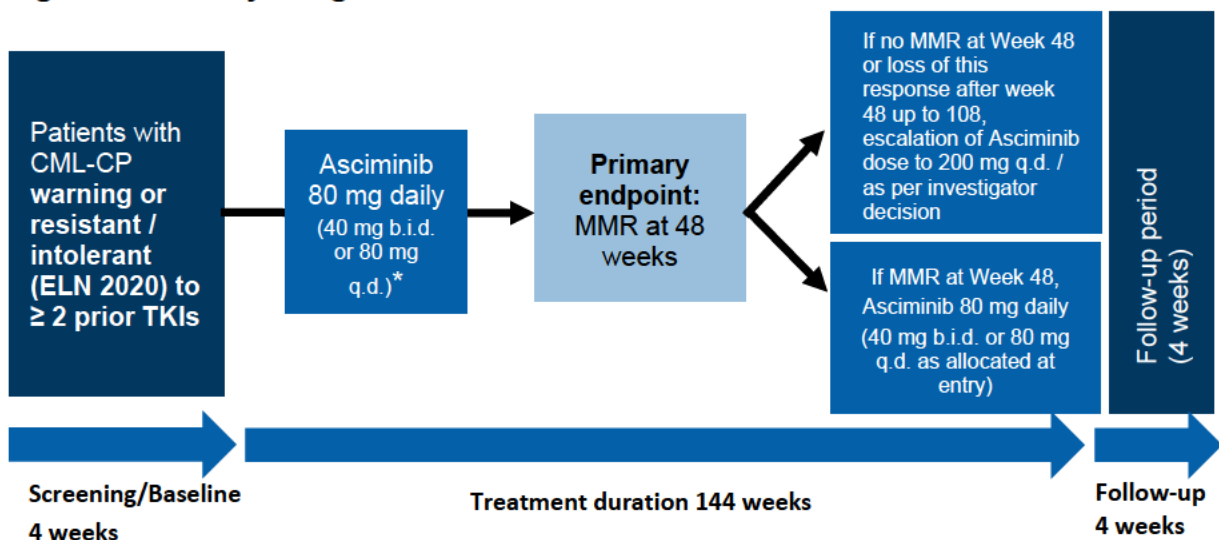 Patients with
CML-CP
warning or
resistant /
intolerant
(ELN 2020) to
≥ 2 prior TKIs
Asciminib
80 mg daily
(40 mg b.i.d.
or 80 mg
q.d.)*
Primary
endpoint:
MMR at 48
weeks
If no MMR at Week 48
or loss of this
response after week
48 up to 108,
escalation of Asciminib
dose to 200 mg q.d. /
as per investigator
decision
If MMR at Week 48,
Asciminib 80 mg daily
(40 mg b.i.d. or 80 mg
q.d. as allocated at
entry)
Follow-up period
(4 weeks)
Screening/Baseline
4 weeks
Treatment duration 144 weeks
Follow-up
4 weeks